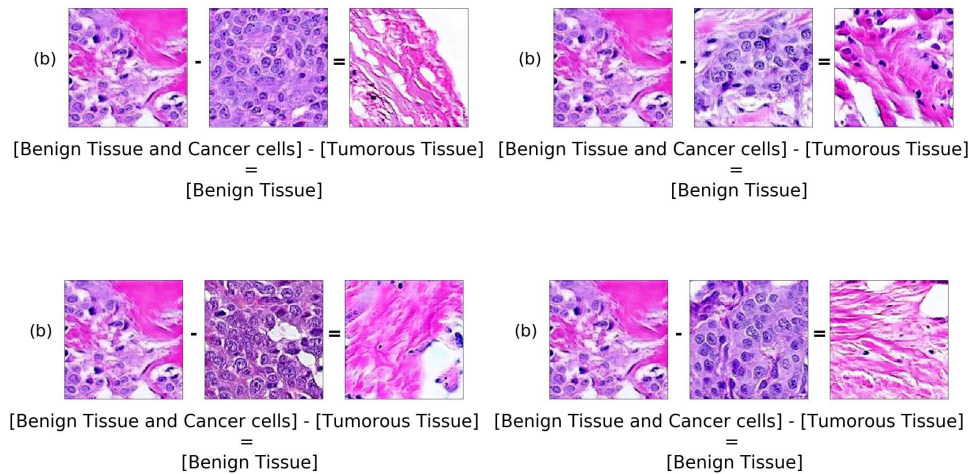 (b) - =
[Benign Tissue and Cancer cells] - [Tumorous Tissue]
=
[Benign Tissue]
(b) - =
[Benign Tissue and Cancer cells] - [Tumorous Tissue]
=
[Benign Tissue]
(b) - =
[Benign Tissue and Cancer cells] - [Tumorous Tissue]
=
[Benign Tissue]
(b) - =
[Benign Tissue and Cancer cells] - [Tumorous Tissue]
=
[Benign Tissue]